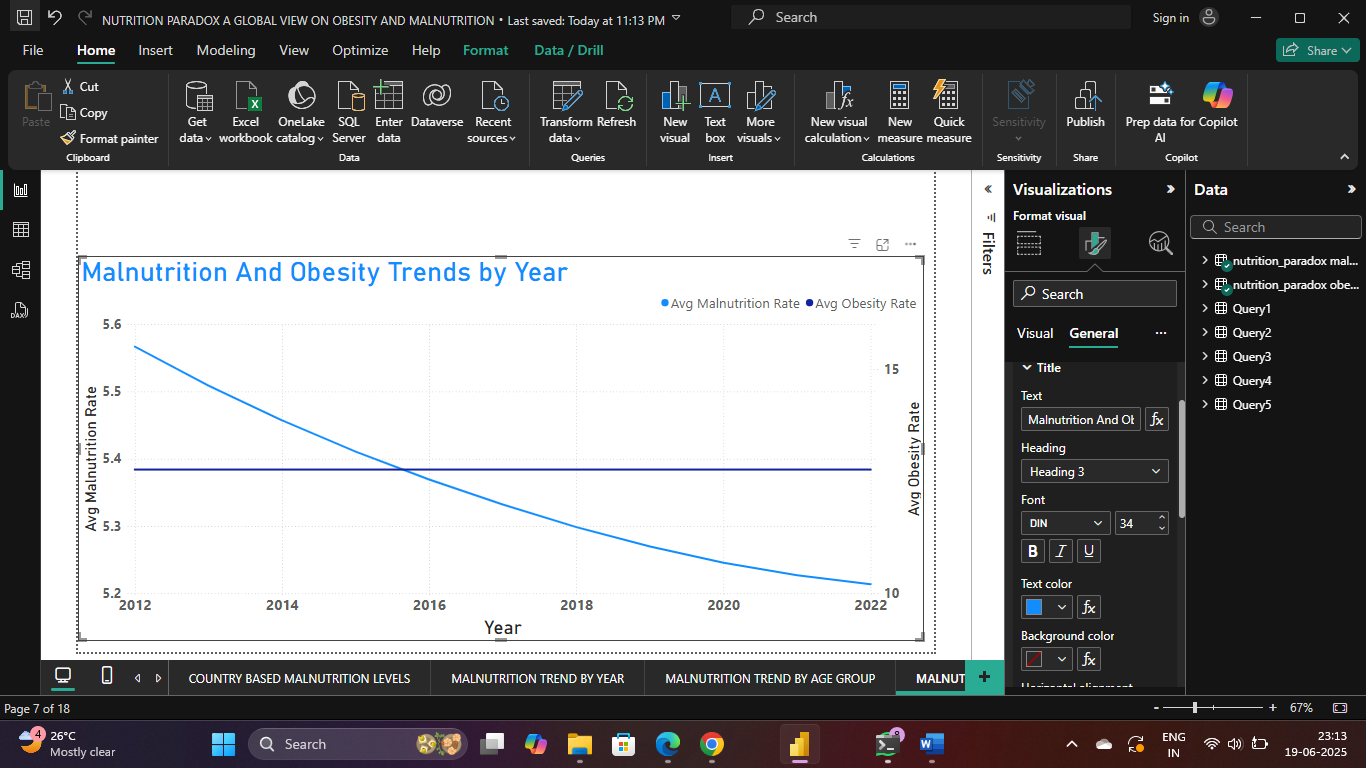 NUTRITION PARADOX A GLOBAL VIEW ON OBESITY AND MALNUTRITION • Last saved: Today at 11:13 PM
Search
Sign in
File
Home
Insert
Modeling
View
Optimize
Help
Format
Data / Drill
Share
Paste
Cut
Copy
Format painter
Clipboard
Get data
Excel workbook
OneLake catalog
SQL Server
Enter data
Dataverse
Recent sources
Data
Transform data
Refresh
Queries
New visual
Text box
More visuals
Insert
New visual calculation
New measure
Quick measure
Calculations
Sensitivity
Sensitivity
Publish
Share
Prep data for AI
Copilot
Copilot
Malnutrition And Obesity Trends by Year
Avg Malnutrition Rate
Avg Obesity Rate
5.6
5.5
5.4
5.3
5.2
Avg Malnutrition Rate
15
10
Avg Obesity Rate
2012
2014
2016
2018
2020
2022
Year
Filters
Visualizations
Format visual
Search
Visual
General
Title
Text
Malnutrition And Ob
Heading
Heading 3
Font
DIN
34
B
I
U
Text color
Background color
Horizontal alignment
Data
Search
nutrition_paradox mal...
nutrition_paradox obe...
Query1
Query2
Query3
Query4
Query5
COUNTRY BASED MALNUTRITION LEVELS
MALNUTRITION TREND BY YEAR
MALNUTRITION TREND BY AGE GROUP
MALNUT
Page 7 of 18
- + 67%
4
26°C
Mostly clear
Search
ENG
IN
23:13
19-06-2025